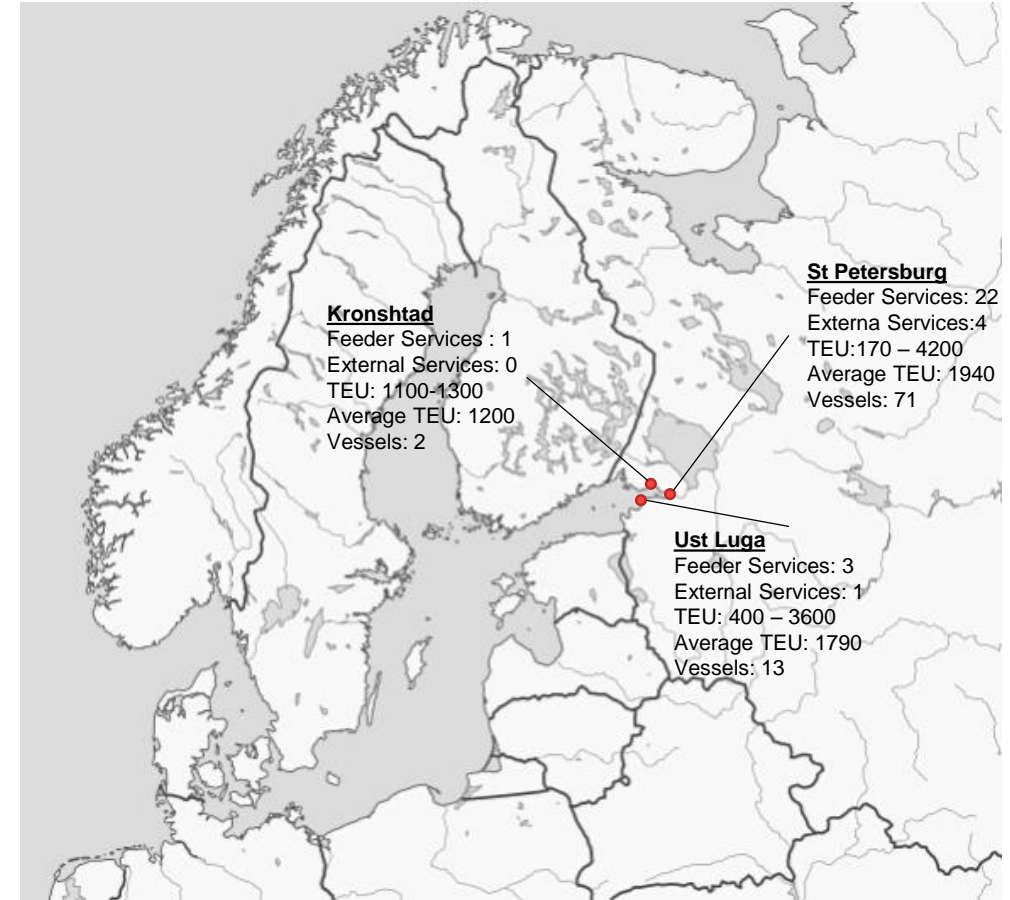 Kronshtad
Feeder Services : 1
External Services: 0
TEU: 1100-1300
Average TEU: 1200
Vessels: 2
St Petersburg
Feeder Services: 22
Externa Services:4
TEU:170 – 4200
Average TEU: 1940
Vessels: 71
Ust Luga
Feeder Services: 3
External Services: 1
TEU: 400 – 3600
Average TEU: 1790
Vessels: 13